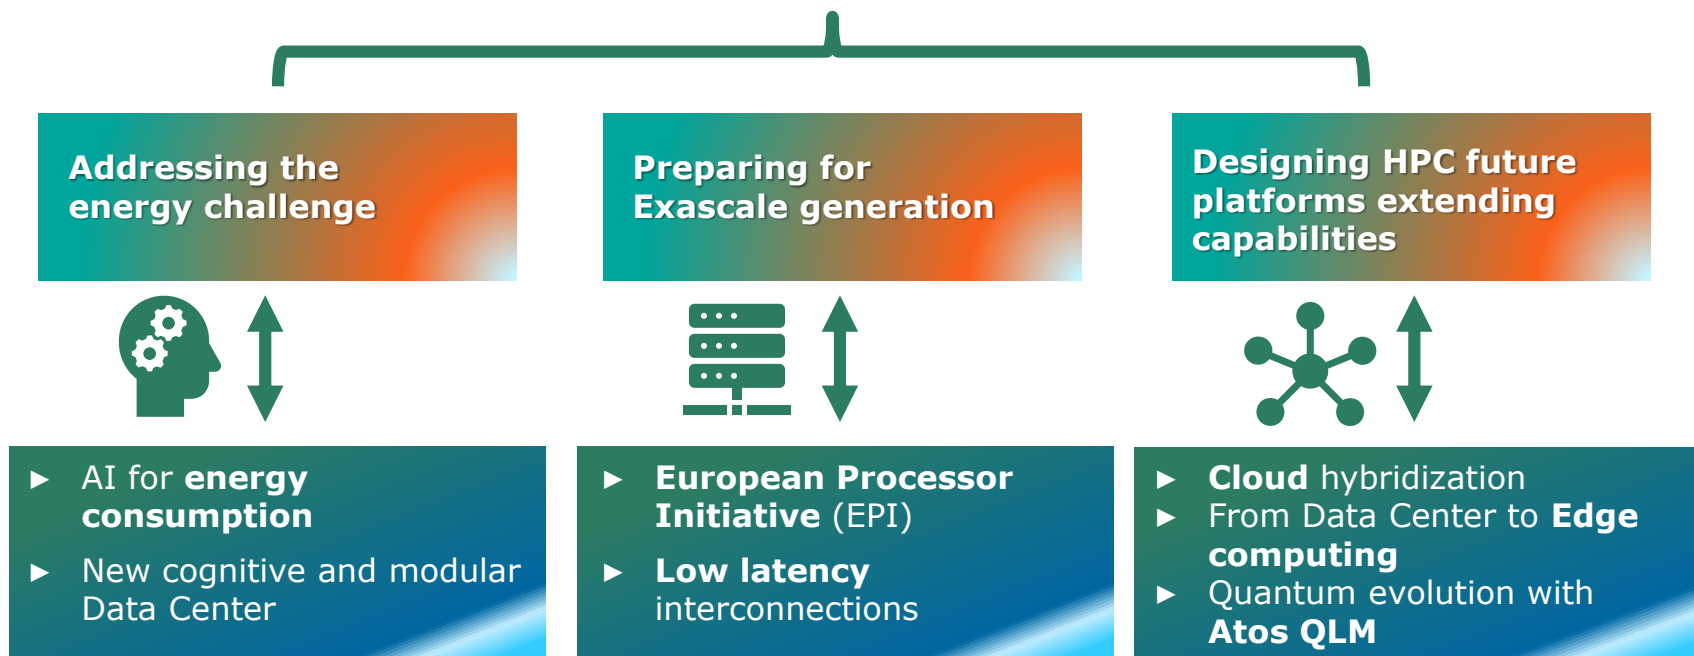 Addressing the
energy challenge
Preparing for
Exascale generation
Designing HPC future
platforms extending
capabilities
► AI for energy
consumption
► New cognitive and modular
Data Center
► European Processor
Initiative (EPI)
► Low latency
interconnections
► Cloud hybridization
► From Data Center to Edge
computing
► Quantum evolution with
Atos QLM